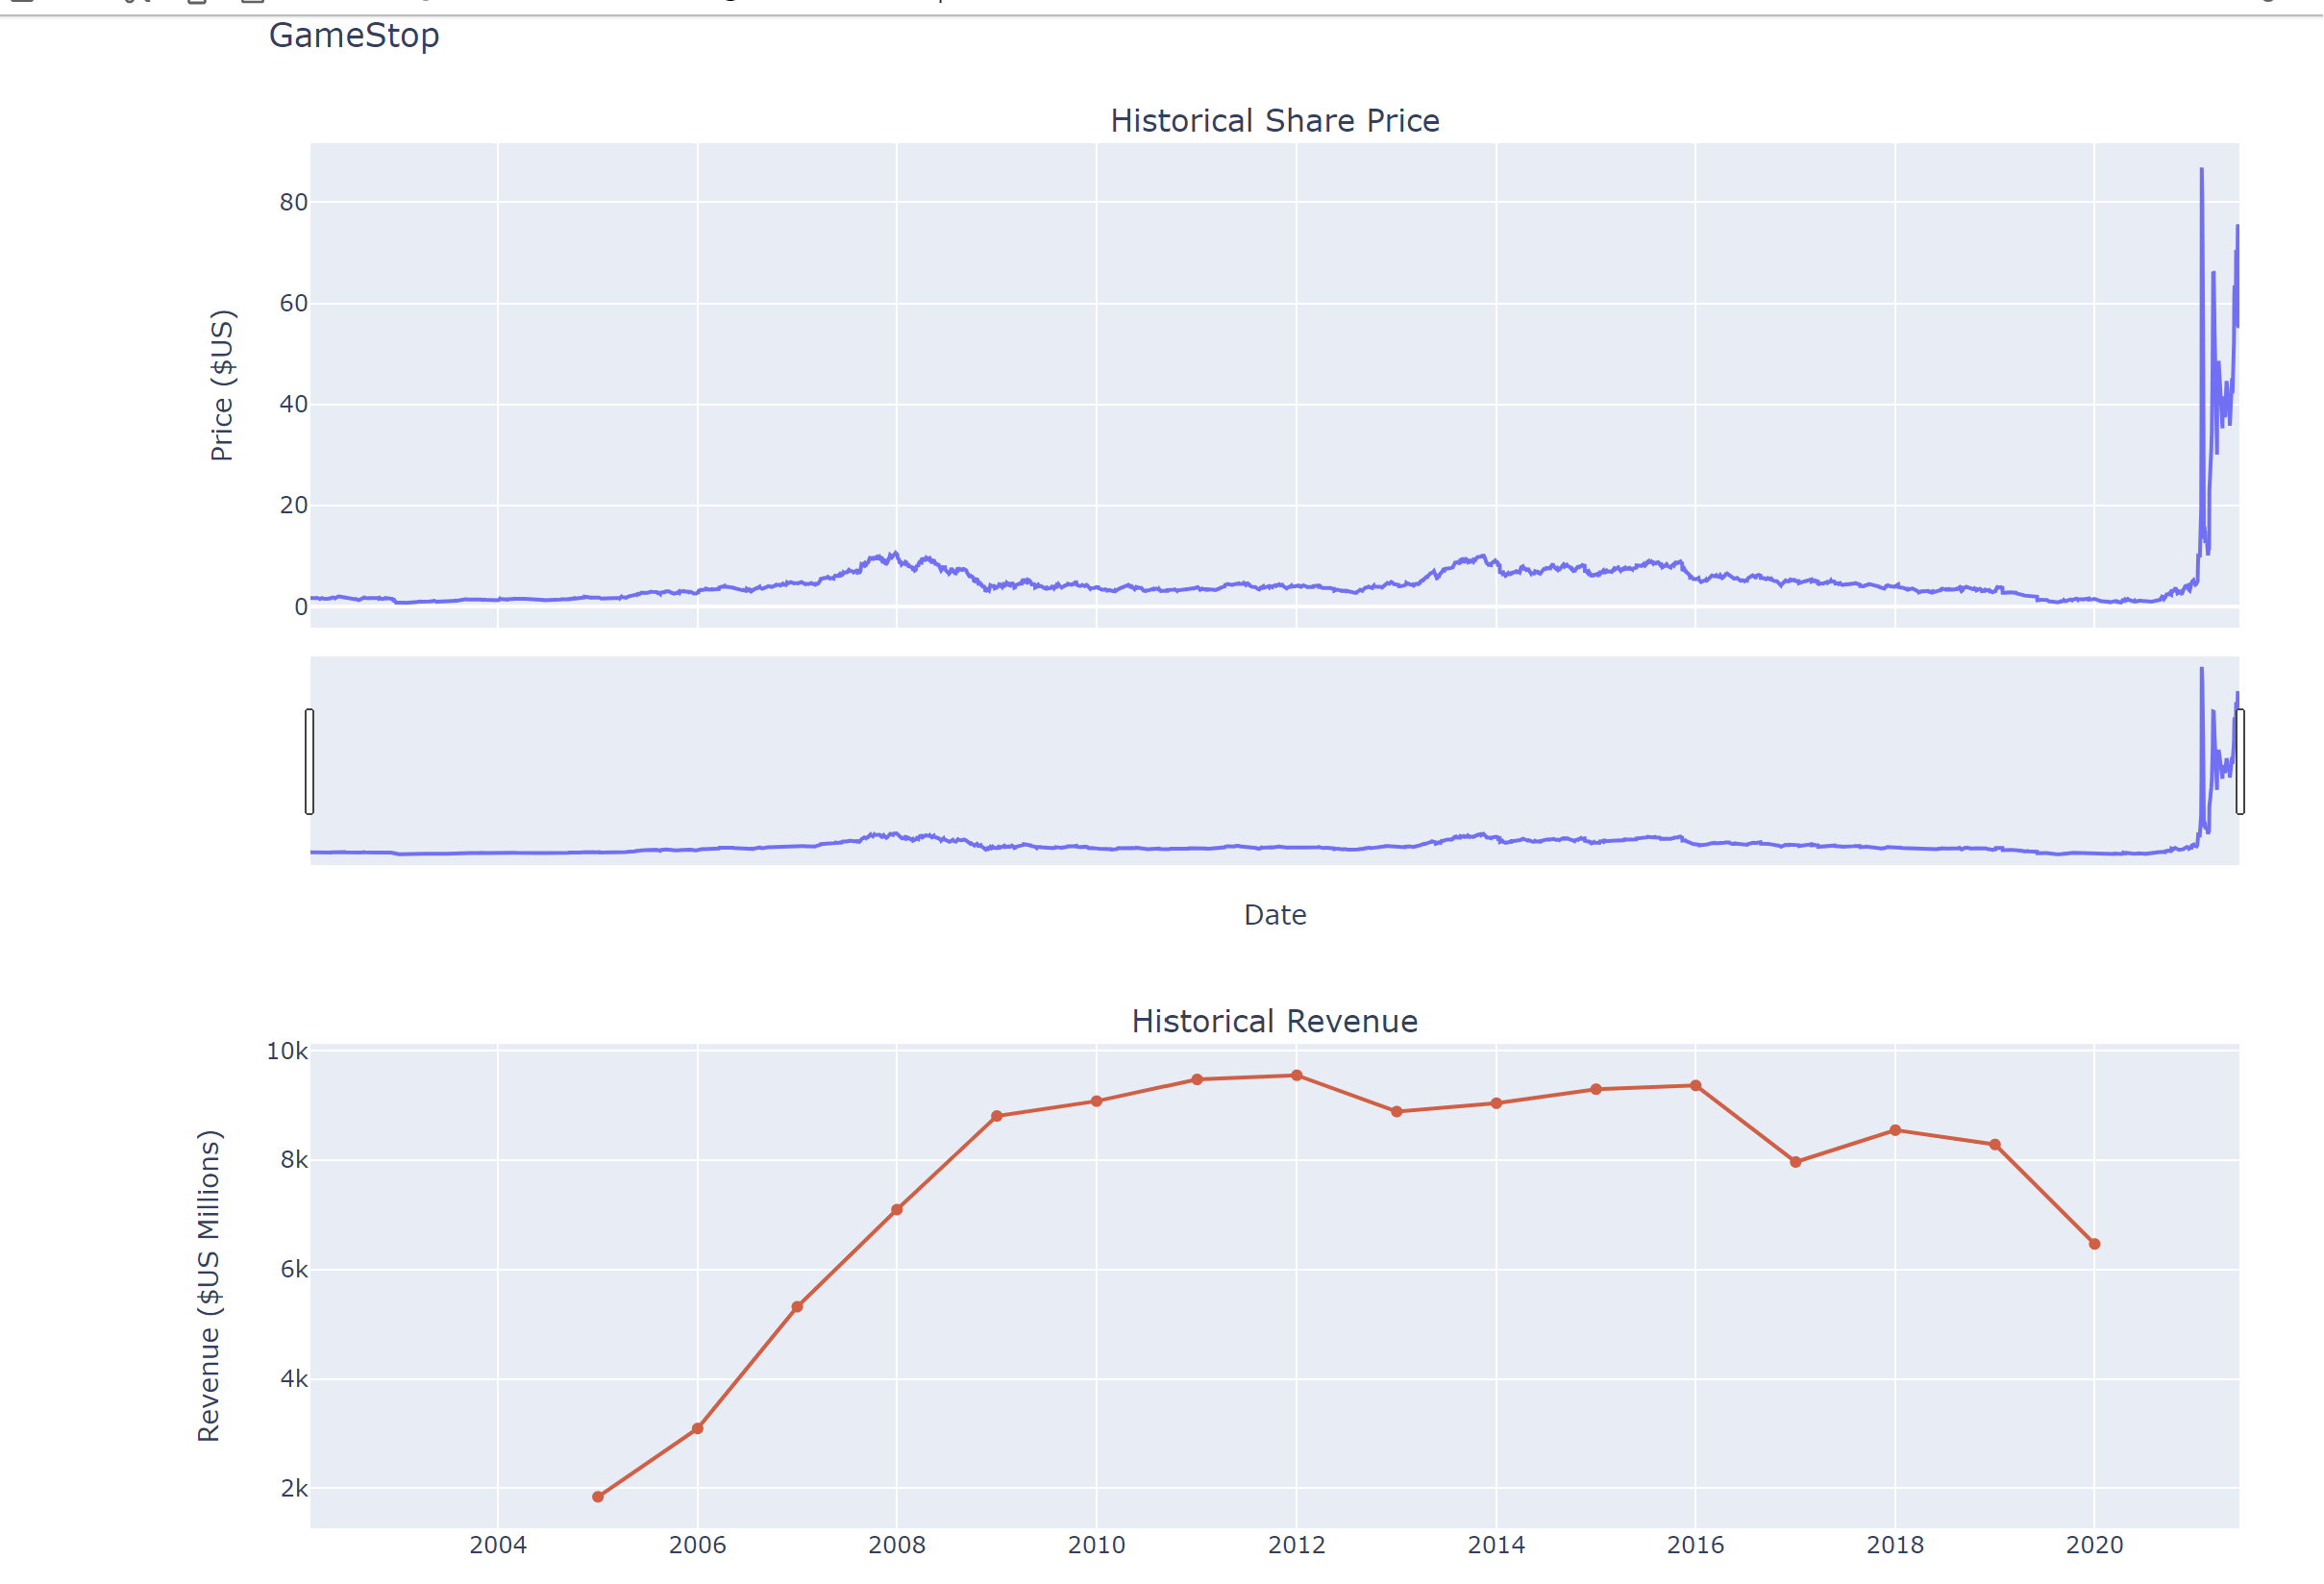 GameStop
Historical Share Price
Price ($US)
80
60
40
20
0
Date
Historical Revenue
Revenue ($US Millions)
10k
8k
6k
4k
2k
2004 2006 2008 2010 2012 2014 2016 2018 2020